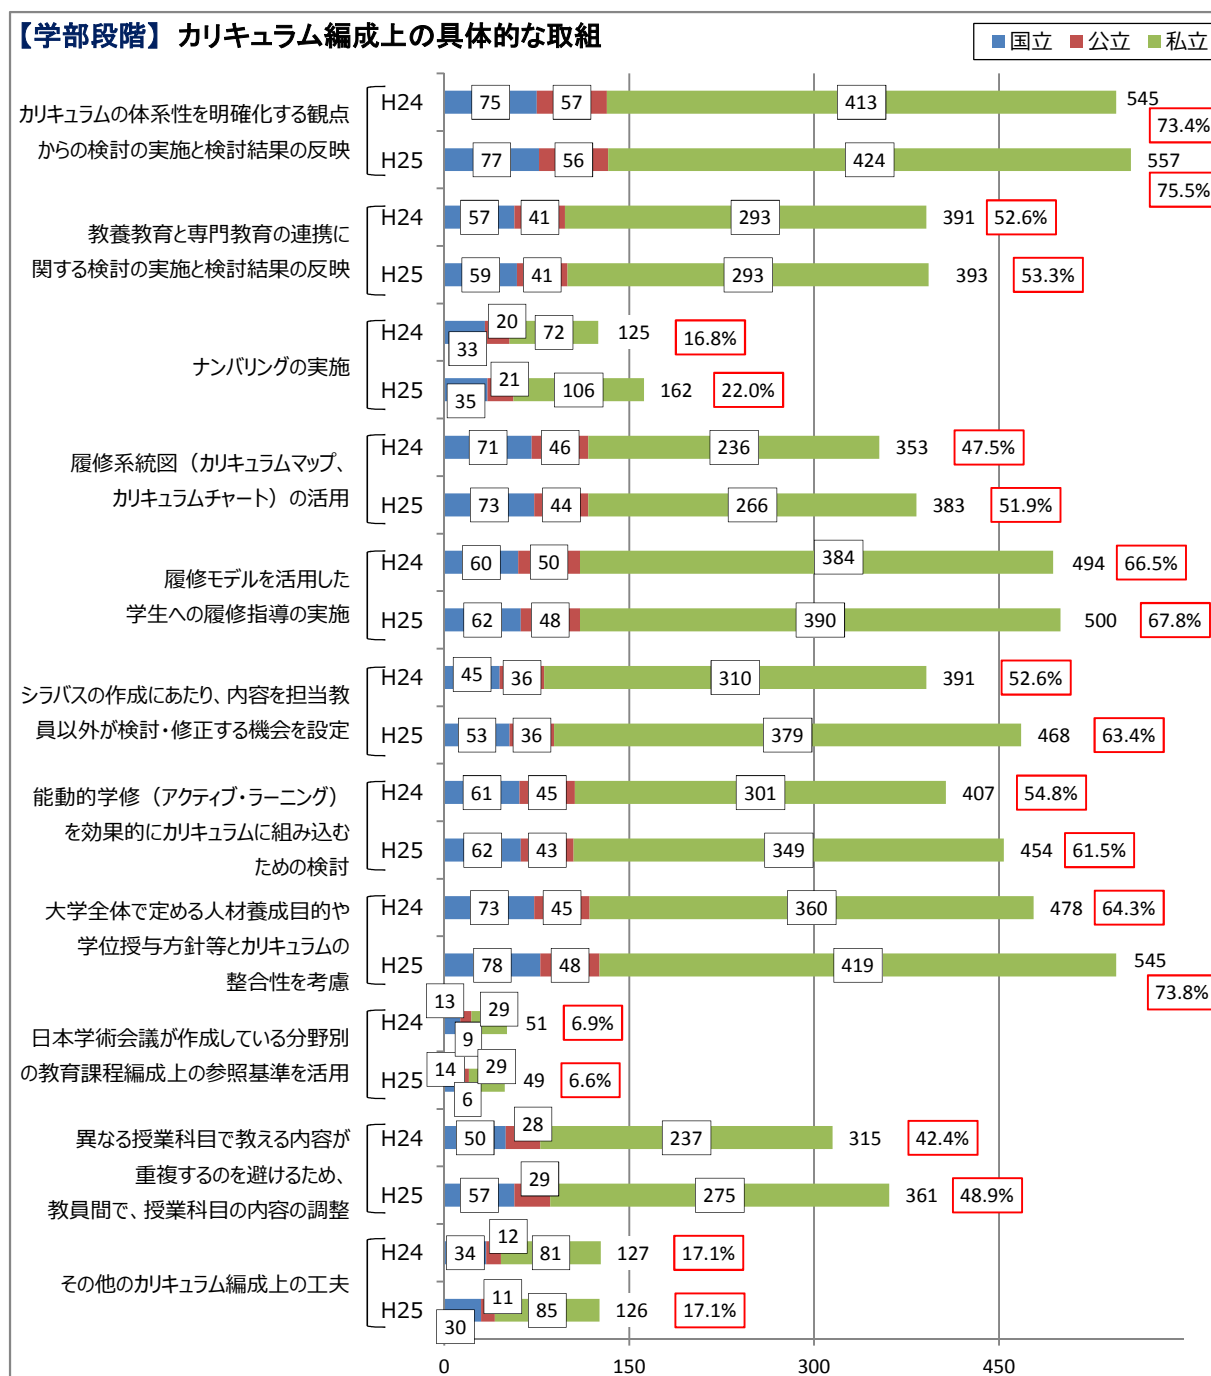 【学部段階】 カリキュラム編成上の具体的な取組
国立 公立 私立
カリキュラムの体系性を明確化する観点
からの検討の実施と検討結果の反映
H24 75 57 413 545 73.4%
H25 77 56 424 557 75.5%
教養教育と専門教育の連携に
関する検討の実施と検討結果の反映
H24 57 41 293 391 52.6%
H25 59 41 293 393 53.3%
ナンバリングの実施
H24 33 20 72 125 16.8%
H25 35 21 106 162 22.0%
履修系統図（カリキュラムマップ、
カリキュラムチャート）の活用
H24 71 46 236 353 47.5%
H25 73 44 266 383 51.9%
履修モデルを活用した
学生への履修指導の実施
H24 60 50 384 494 66.5%
H25 62 48 390 500 67.8%
シラバスの作成にあたり、内容を担当教
員以外が検討・修正する機会を設定
H24 45 36 310 391 52.6%
H25 53 36 379 468 63.4%
能動的学修（アクティブ・ラーニング）
を効果的にカリキュラムに組み込む
ための検討
H24 61 45 301 407 54.8%
H25 62 43 349 454 61.5%
大学全体で定める人材養成目的や
学位授与方針等とカリキュラムの
整合性を考慮
H24 73 45 360 478 64.3%
H25 78 48 419 545 73.8%
日本学術会議が作成している分野別
の教育課程編成上の参照基準を活用
H24 13 9 29 51 6.9%
H25 14 6 29 49 6.6%
異なる授業科目で教える内容が
重複するのを避けるため、
教員間で、授業科目の内容の調整
H24 50 28 237 315 42.4%
H25 57 29 275 361 48.9%
その他のカリキュラム編成上の工夫
H24 34 12 81 127 17.1%
H25 30 11 85 126 17.1%
0 150 300 450